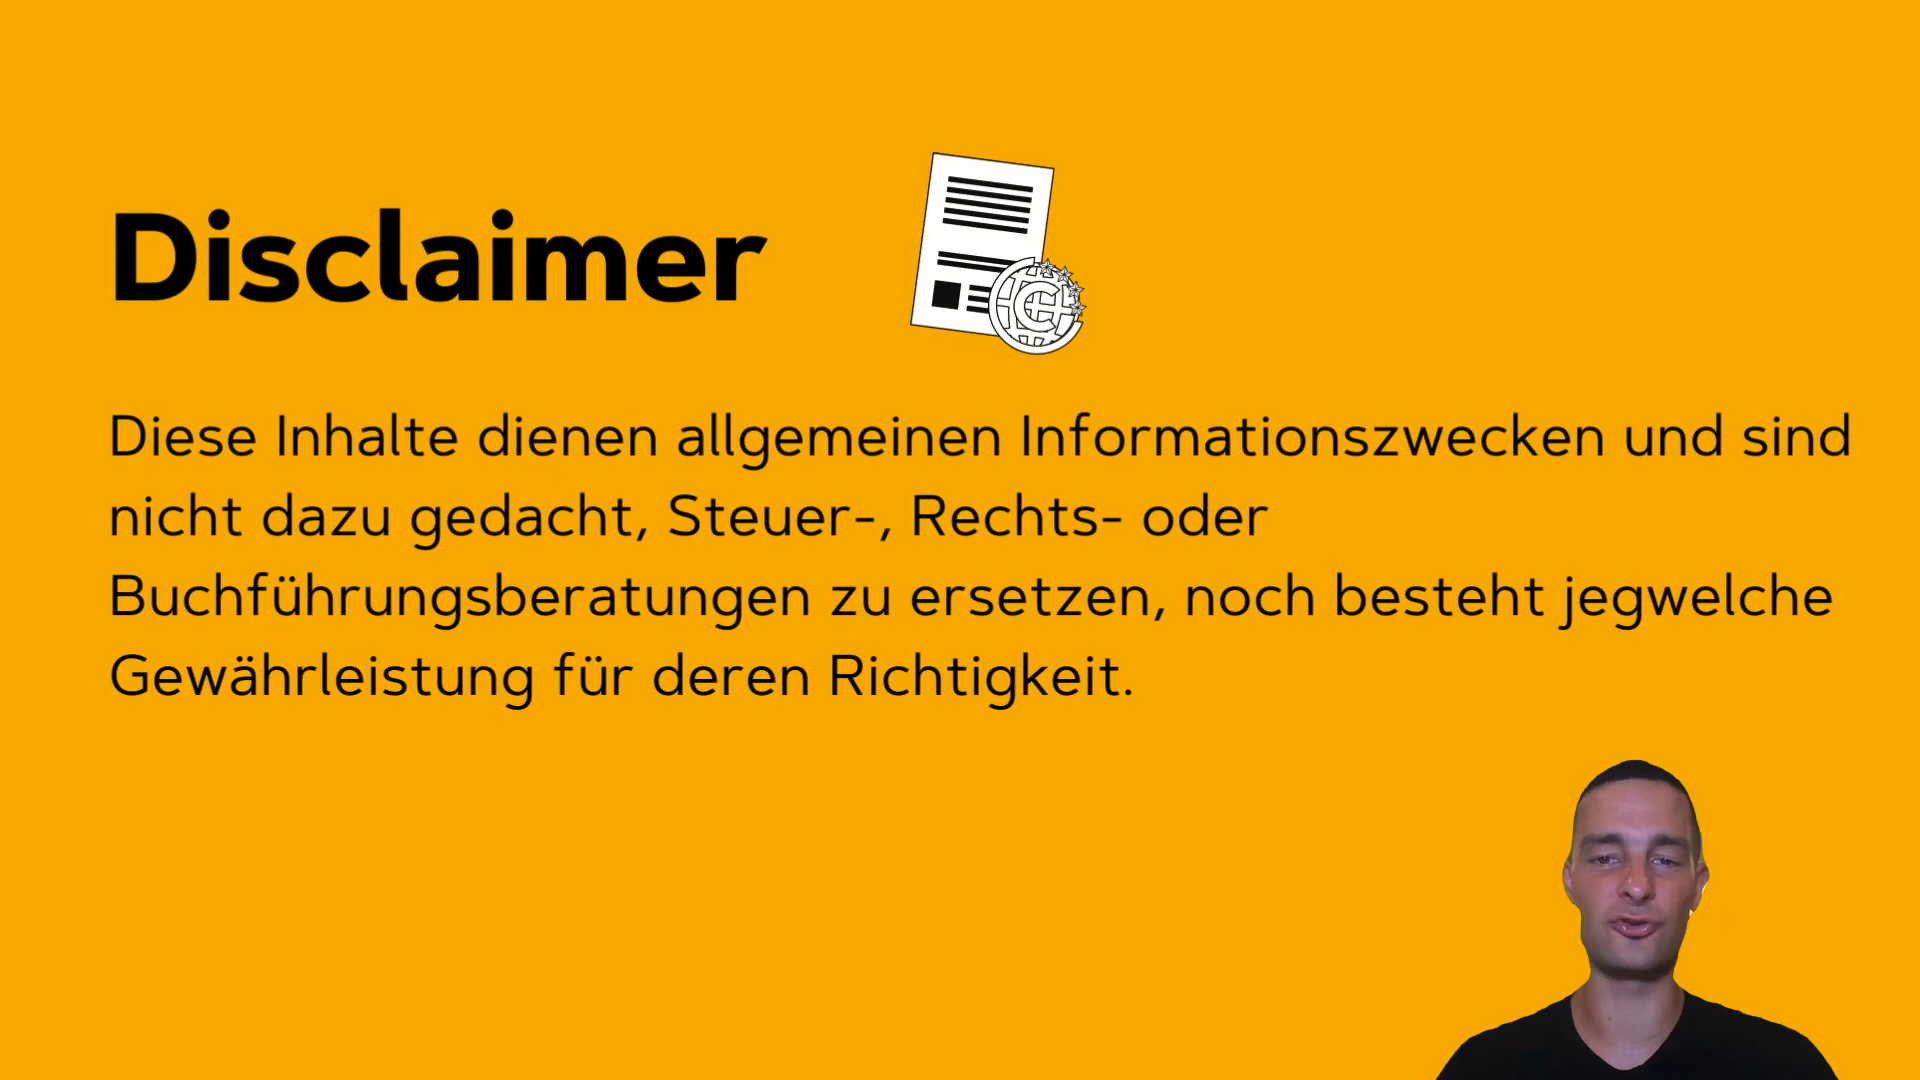 Disclaimer
Diese Inhalte dienen allgemeinen Informationszwecken und sind
nicht dazu gedacht, Steuer-, Rechts- oder
Buchführungsberatungen zu ersetzen, noch besteht jegwelche
Gewährleistung für deren Richtigkeit.